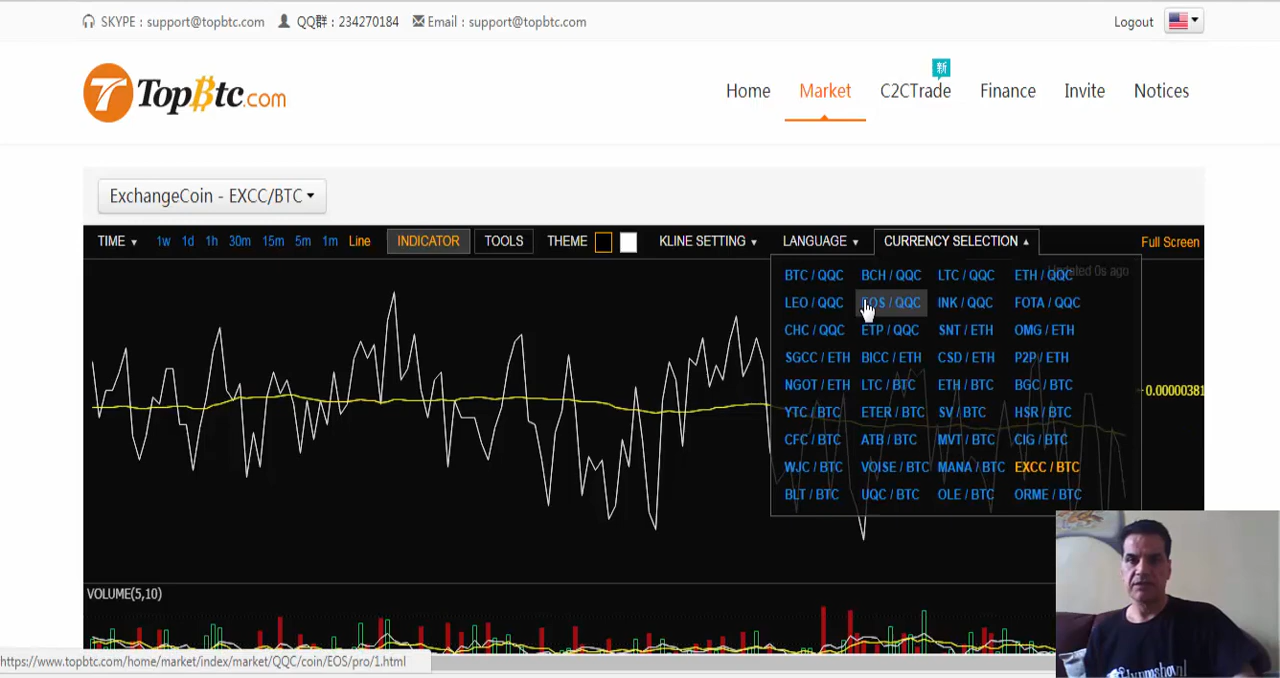 SKYPE : support@topbtc.com QQ群 : 234270184 Email : support@topbtc.com Logout
TopBtc.com
新
Home Market C2CTrade Finance Invite Notices
ExchangeCoin - EXCC/BTC
TIME 1w 1d 1h 30m 15m 5m 1m Line INDICATOR TOOLS THEME KLINE SETTING LANGUAGE CURRENCY SELECTION Full Screen
Updated 0s ago
BTC / QQC BCH / QQC LTC / QQC ETH / QQC
LEO / QQC EOS / QQC INK / QQC FOTA / QQC
CHC / QQC ETP / QQC SNT / ETH OMG / ETH
SGCC / ETH BICC / ETH CSD / ETH P2P / ETH
NGOT / ETH LTC / BTC ETH / BTC BGC / BTC
0.00000381
YTC / BTC ETER / BTC SV / BTC HSR / BTC
CFC / BTC ATB / BTC MVT / BTC CIG / BTC
WJC / BTC VOISE / BTC MANA / BTC EXCC / BTC
BLT / BTC UQC / BTC OLE / BTC ORME / BTC
VOLUME(5,10)
https://www.topbtc.com/home/market/index/market/QQC/coin/EOS/pro/1.html